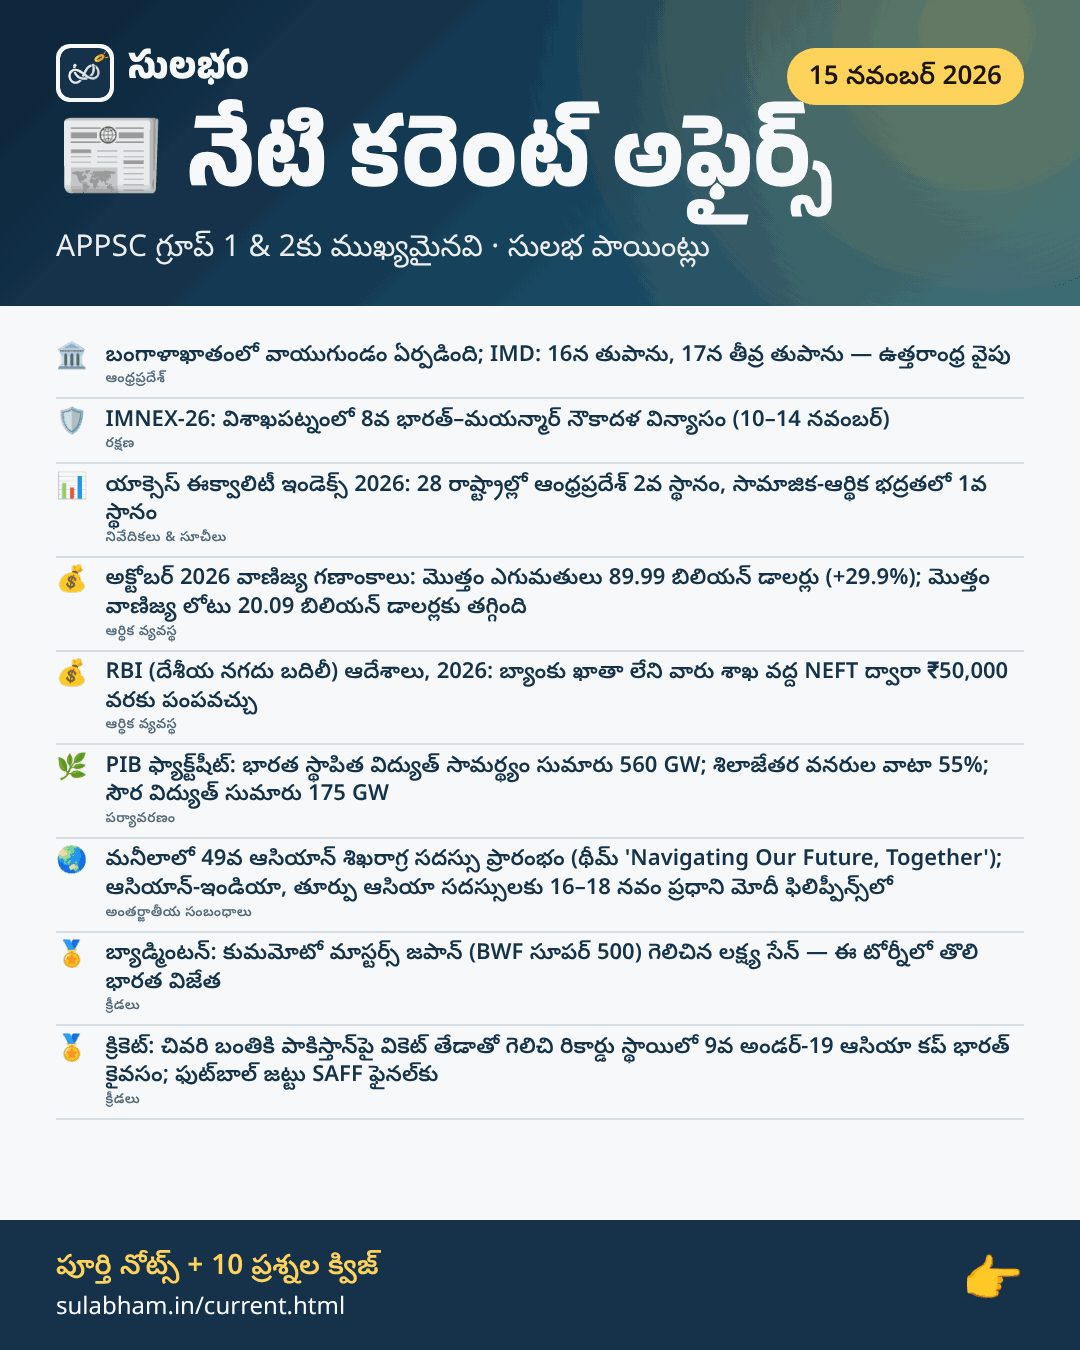 సులభం
15 నవంబర్ 2026
నేటి కరెంట్ అఫైర్స్
APPSC గ్రూప్ 1 & 2కు ముఖ్యమైనవి · సులభ పాయింట్లు
బంగాళాఖాతంలో వాయుగుండం ఏర్పడింది; IMD: 16న తుపాను, 17న తీవ్ర తుపాను — ఉత్తరాంధ్ర వైపు
ఆంధ్రప్రదేశ్
IMNEX-26: విశాఖపట్నంలో 8వ భారత్–మయన్మార్ నౌకాదళ విన్యాసం (10–14 నవంబర్)
రక్షణ
యాక్సెస్ ఈక్వాలిటీ ఇండెక్స్ 2026: 28 రాష్ట్రాల్లో ఆంధ్రప్రదేశ్ 2వ స్థానం, సామాజిక-ఆర్థిక భద్రతలో 1వ
స్థానం
నివేదికలు & సూచీలు
అక్టోబర్ 2026 వాణిజ్య గణాంకాలు: మొత్తం ఎగుమతులు 89.99 బిలియన్ డాలర్లు (+29.9%); మొత్తం
వాణిజ్య లోటు 20.09 బిలియన్ డాలర్లకు తగ్గింది
ఆర్థిక వ్యవస్థ
RBI (దేశీయ నగదు బదిలీ) ఆదేశాలు, 2026: బ్యాంకు ఖాతా లేని వారు శాఖ వద్ద NEFT ద్వారా ₹50,000
వరకు పంపవచ్చు
ఆర్థిక వ్యవస్థ
PIB ఫ్యాక్ట్‌షీట్: భారత స్థాపిత విద్యుత్ సామర్థ్యం సుమారు 560 GW; శిలాజేతర వనరుల వాటా 55%;
సౌర విద్యుత్ సుమారు 175 GW
పర్యావరణం
మనీలాలో 49వ ఆసియాన్ శిఖరాగ్ర సదస్సు ప్రారంభం (థీమ్ 'Navigating Our Future, Together');
ఆసియాన్-ఇండియా, తూర్పు ఆసియా సదస్సులకు 16–18 నవం ప్రధాని మోదీ ఫిలిప్పీన్స్‌లో
అంతర్జాతీయ సంబంధాలు
బ్యాడ్మింటన్: కుమమోటో మాస్టర్స్ జపాన్ (BWF సూపర్ 500) గెలిచిన లక్ష్య సేన్ — ఈ టోర్నీలో తొలి
భారత విజేత
క్రీడలు
క్రికెట్: చివరి బంతికి పాకిస్తాన్‌పై వికెట్ తేడాతో గెలిచి రికార్డు స్థాయిలో 9వ అండర్-19 ఆసియా కప్ భారత్
కైవసం; ఫుట్‌బాల్ జట్టు SAFF ఫైనల్‌కు
క్రీడలు
పూర్తి నోట్స్ + 10 ప్రశ్నల క్విజ్
sulabham.in/current.html